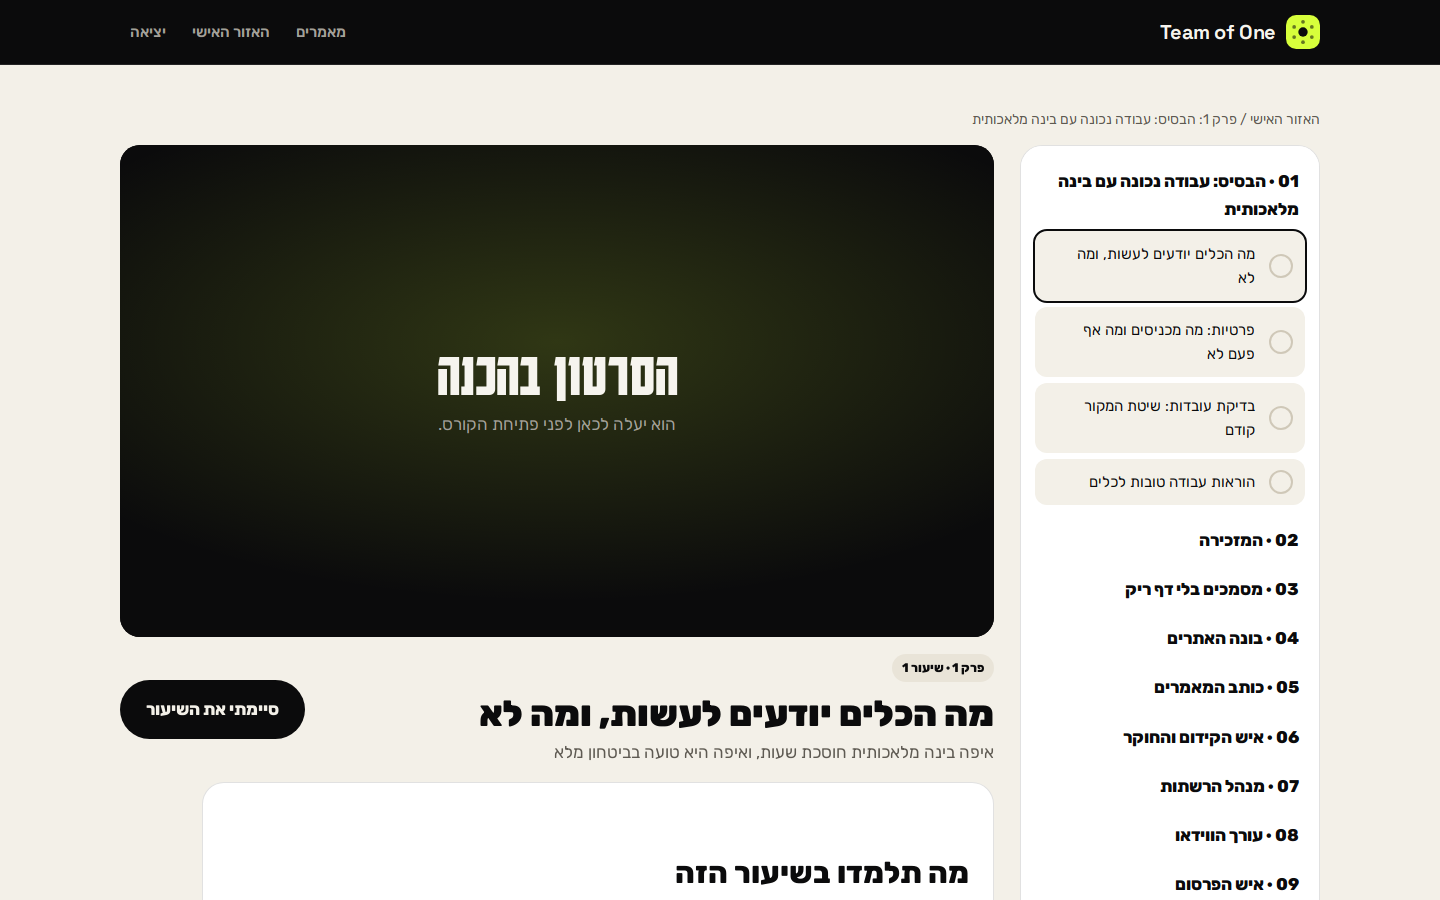 Team of One
מאמרים
האזור האישי
יציאה
האזור האישי / פרק 1: הבסיס: עבודה נכונה עם בינה מלאכותית
01 • הבסיס: עבודה נכונה עם בינה
מלאכותית
מה הכלים יודעים לעשות, ומה
לא
פרטיות: מה מכניסים ומה אף
פעם לא
בדיקת עובדות: שיטת המקור
קודם
הוראות עבודה טובות לכלים
02 • המזכירה
03 • מסמכים בלי דף ריק
04 • בונה האתרים
05 • כותב המאמרים
06 • איש הקידום והחוקר
07 • מנהל הרשתות
08 • עורך הווידאו
09 • איש הפרסום
הסרטון בהכנה
הוא יעלה לכאן לפני פתיחת הקורס.
פרק 1 • שיעור 1
מה הכלים יודעים לעשות, ומה לא
איפה בינה מלאכותית חוסכת שעות, ואיפה היא טועה בביטחון מלא
סיימתי את השיעור
מה תלמדו בשיעור הזה